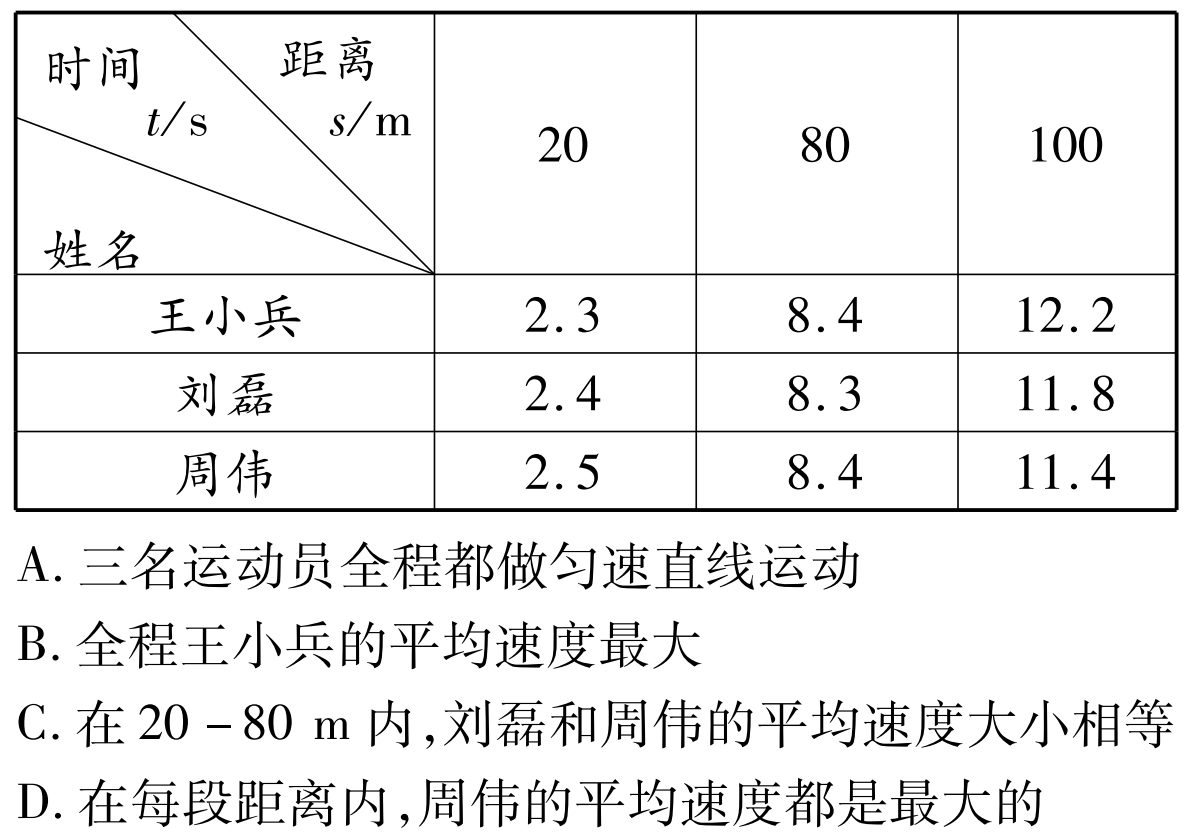 时间 t/s 距离 s/m 姓名 20 80 100
王小兵 2.3 8.4 12.2
刘磊 2.4 8.3 11.8
周伟 2.5 8.4 11.4
A. 三名运动员全程都做匀速直线运动
B. 全程王小兵的平均速度最大
C. 在 20 - 80 m 内,刘磊和周伟的平均速度大小相等
D. 在每段距离内,周伟的平均速度都是最大的